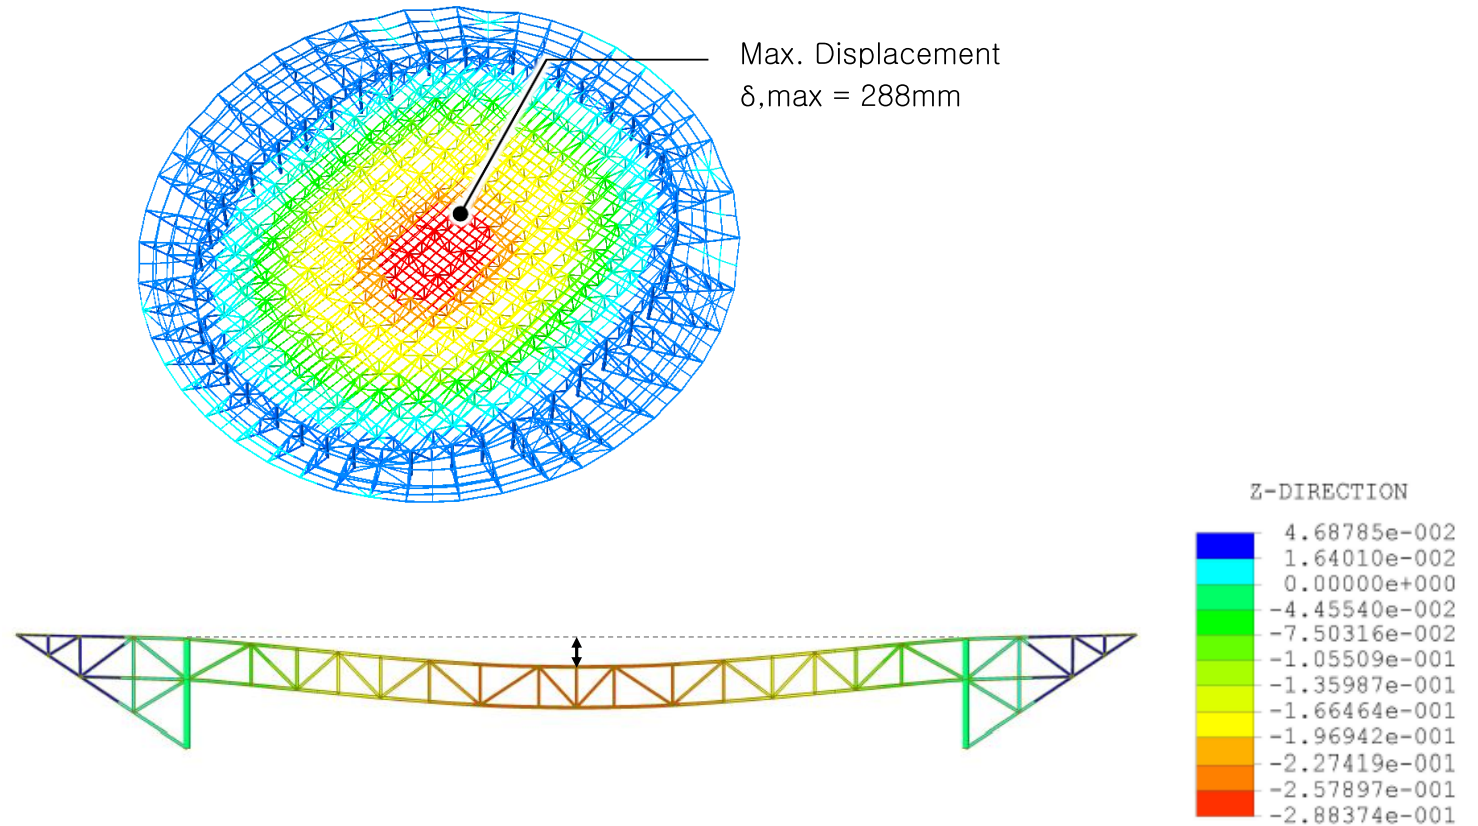 Max. Displacement
δ,max = 288mm
Z-DIRECTION
4.68785e-002
1.64010e-002
0.00000e+000
-4.45540e-002
-7.50316e-002
-1.05509e-001
-1.35987e-001
-1.66464e-001
-1.96942e-001
-2.27419e-001
-2.57897e-001
-2.88374e-001